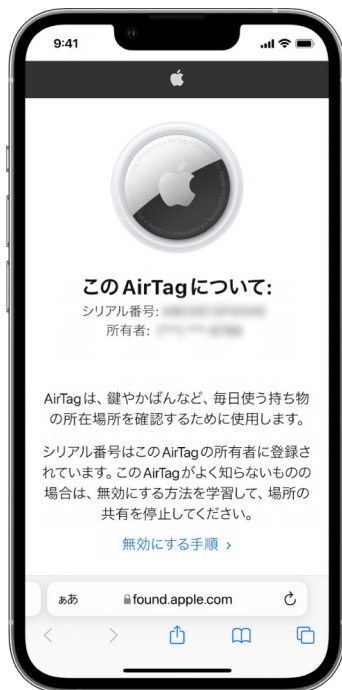 9:41
このAirTagについて:
シリアル番号:
所有者:
AirTagは、鍵やかばんなど、毎日使う持ち物
の所在場所を確認するために使用します。
シリアル番号はこのAirTagの所有者に登録さ
れています。このAirTagがよく知らないものの
場合は、無効にする方法を学習して、場所の
共有を停止してください。
無効にする手順 ›
ぁあ found.apple.com